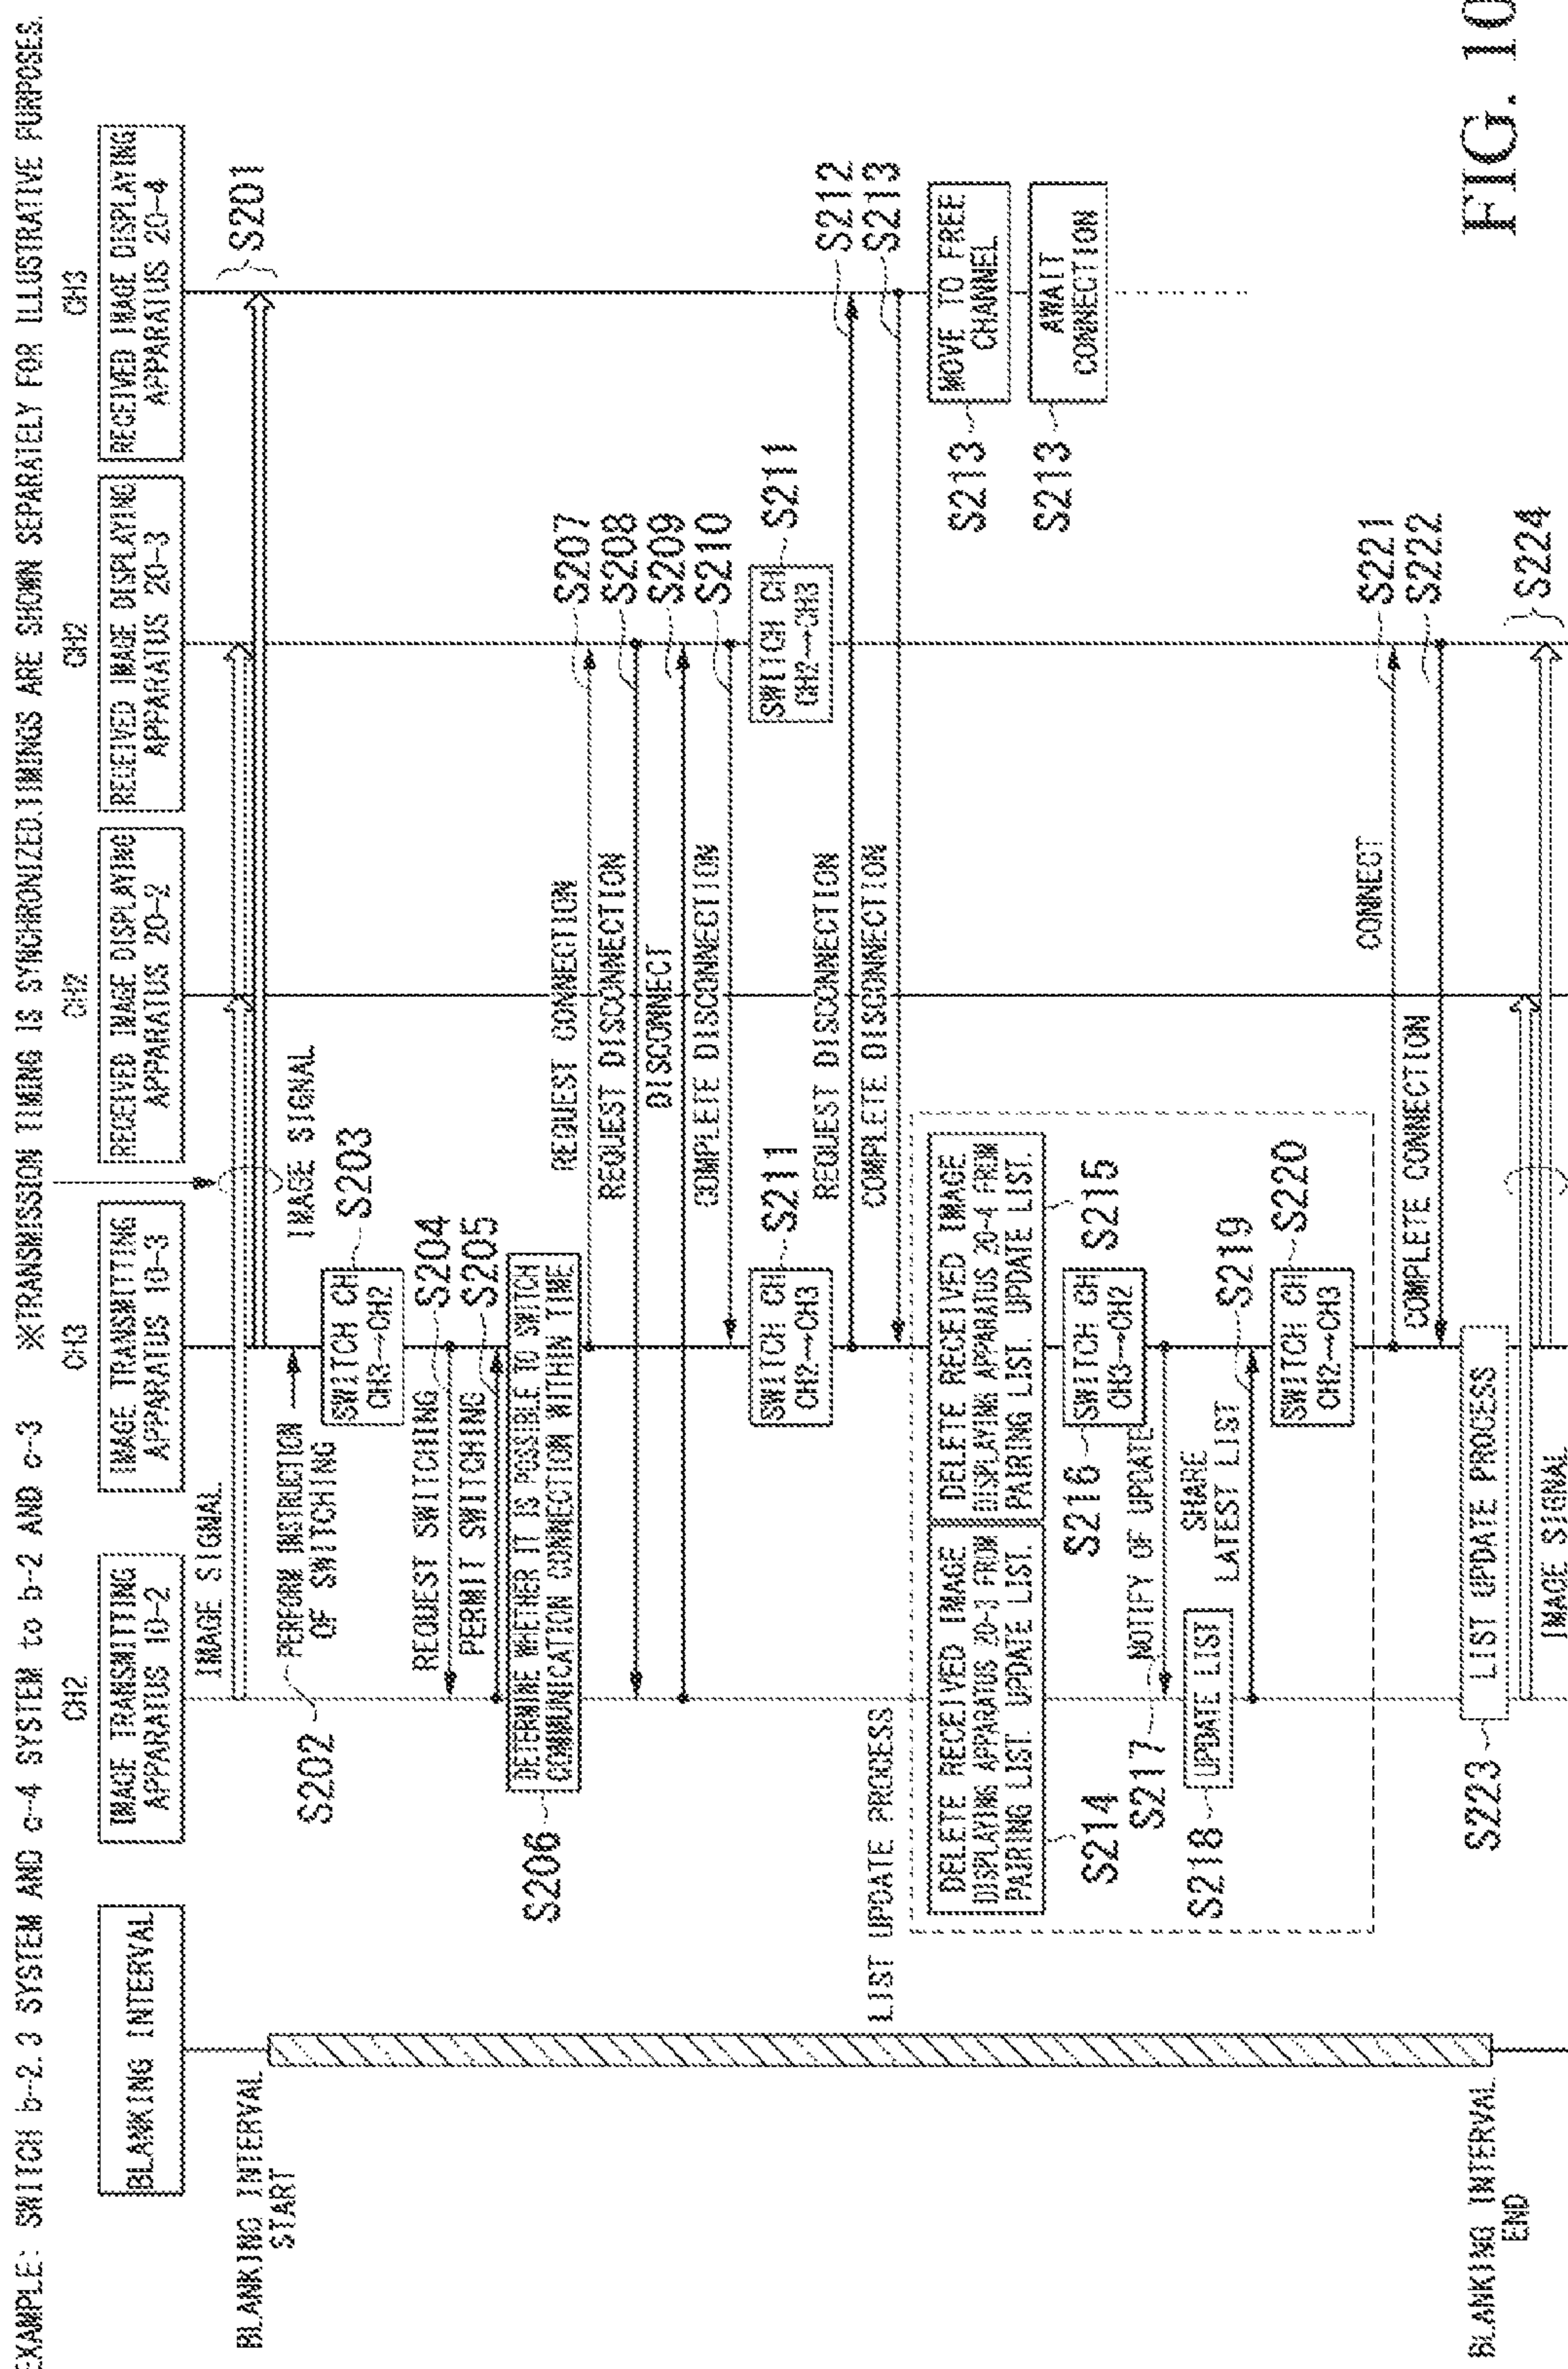 EXAMPLE: SWITCH b-2.3 SYSTEM AND c-4 SYSTEM to b-2 AND c-3
※TRANSMISSION TIMING IS SYNCHRONIZED.TIMINGS ARE SHOWN SEPARATELY FOR ILLUSTRATIVE PURPOSES.
CH2
CH3
CH2
CH2
CH3
BLANKING INTERVAL
IMAGE TRANSMITTING
APPARATUS 10-2
IMAGE TRANSMITTING
APPARATUS 10-3
RECEIVED IMAGE DISPLAYING
APPARATUS 20-2
RECEIVED IMAGE DISPLAYING
APPARATUS 20-3
RECEIVED IMAGE DISPLAYING
APPARATUS 20-4
BLANKING INTERVAL
START
IMAGE SIGNAL
S201
IMAGE SIGNAL
S202
PERFORM INSTRUCTION
OF SWITCHING
SWITCH CH
CH3→CH2
S203
REQUEST SWITCHING
S204
PERMIT SWITCHING
S205
S206
DETERMINE WHETHER IT IS POSSIBLE TO SWITCH
COMMUNICATION CONNECTION WITHIN TIME
REQUEST CONNECTION
S207
REQUEST DISCONNECTION
S208
DISCONNECT
S209
COMPLETE DISCONNECTION
S210
SWITCH CH
CH2→CH3
S211
SWITCH CH
CH2→CH3
S211
REQUEST DISCONNECTION
S212
COMPLETE DISCONNECTION
S213
LIST UPDATE PROCESS
DELETE RECEIVED IMAGE
DISPLAYING APPARATUS 20-3 FROM
PAIRING LIST. UPDATE LIST.
S214
DELETE RECEIVED IMAGE
DISPLAYING APPARATUS 20-4 FROM
PAIRING LIST. UPDATE LIST.
S215
MOVE TO FREE
CHANNEL
S213
AWAIT
CONNECTION
S213
S216
SWITCH CH
CH3→CH2
S217
NOTIFY OF UPDATE
S218
UPDATE LIST
SHARE
LATEST LIST
S219
SWITCH CH
CH2→CH3
S220
CONNECT
S221
COMPLETE CONNECTION
S222
BLANKING INTERVAL
END
S223
LIST UPDATE PROCESS
IMAGE SIGNAL
S224
FIG. 10